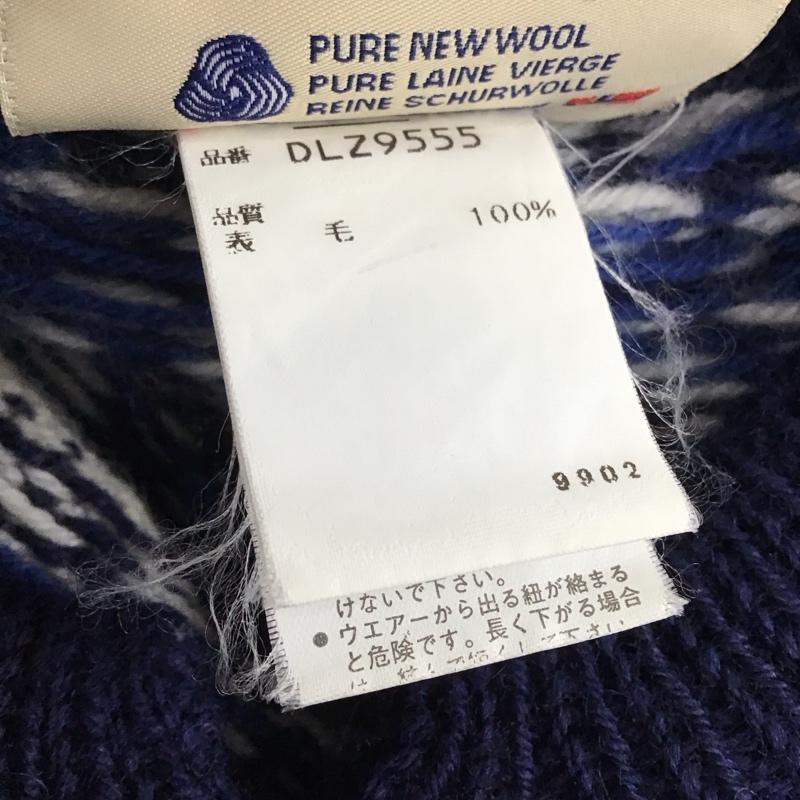 PURE NEW WOOL
PURE LAINE VIERGE
REINE SCHURWOLLE
品番 DLZ9555
品質
表 毛 100%
9902
けないで下さい。
●ウエアーから出る紐が絡まる
と危険です。長く下がる場合